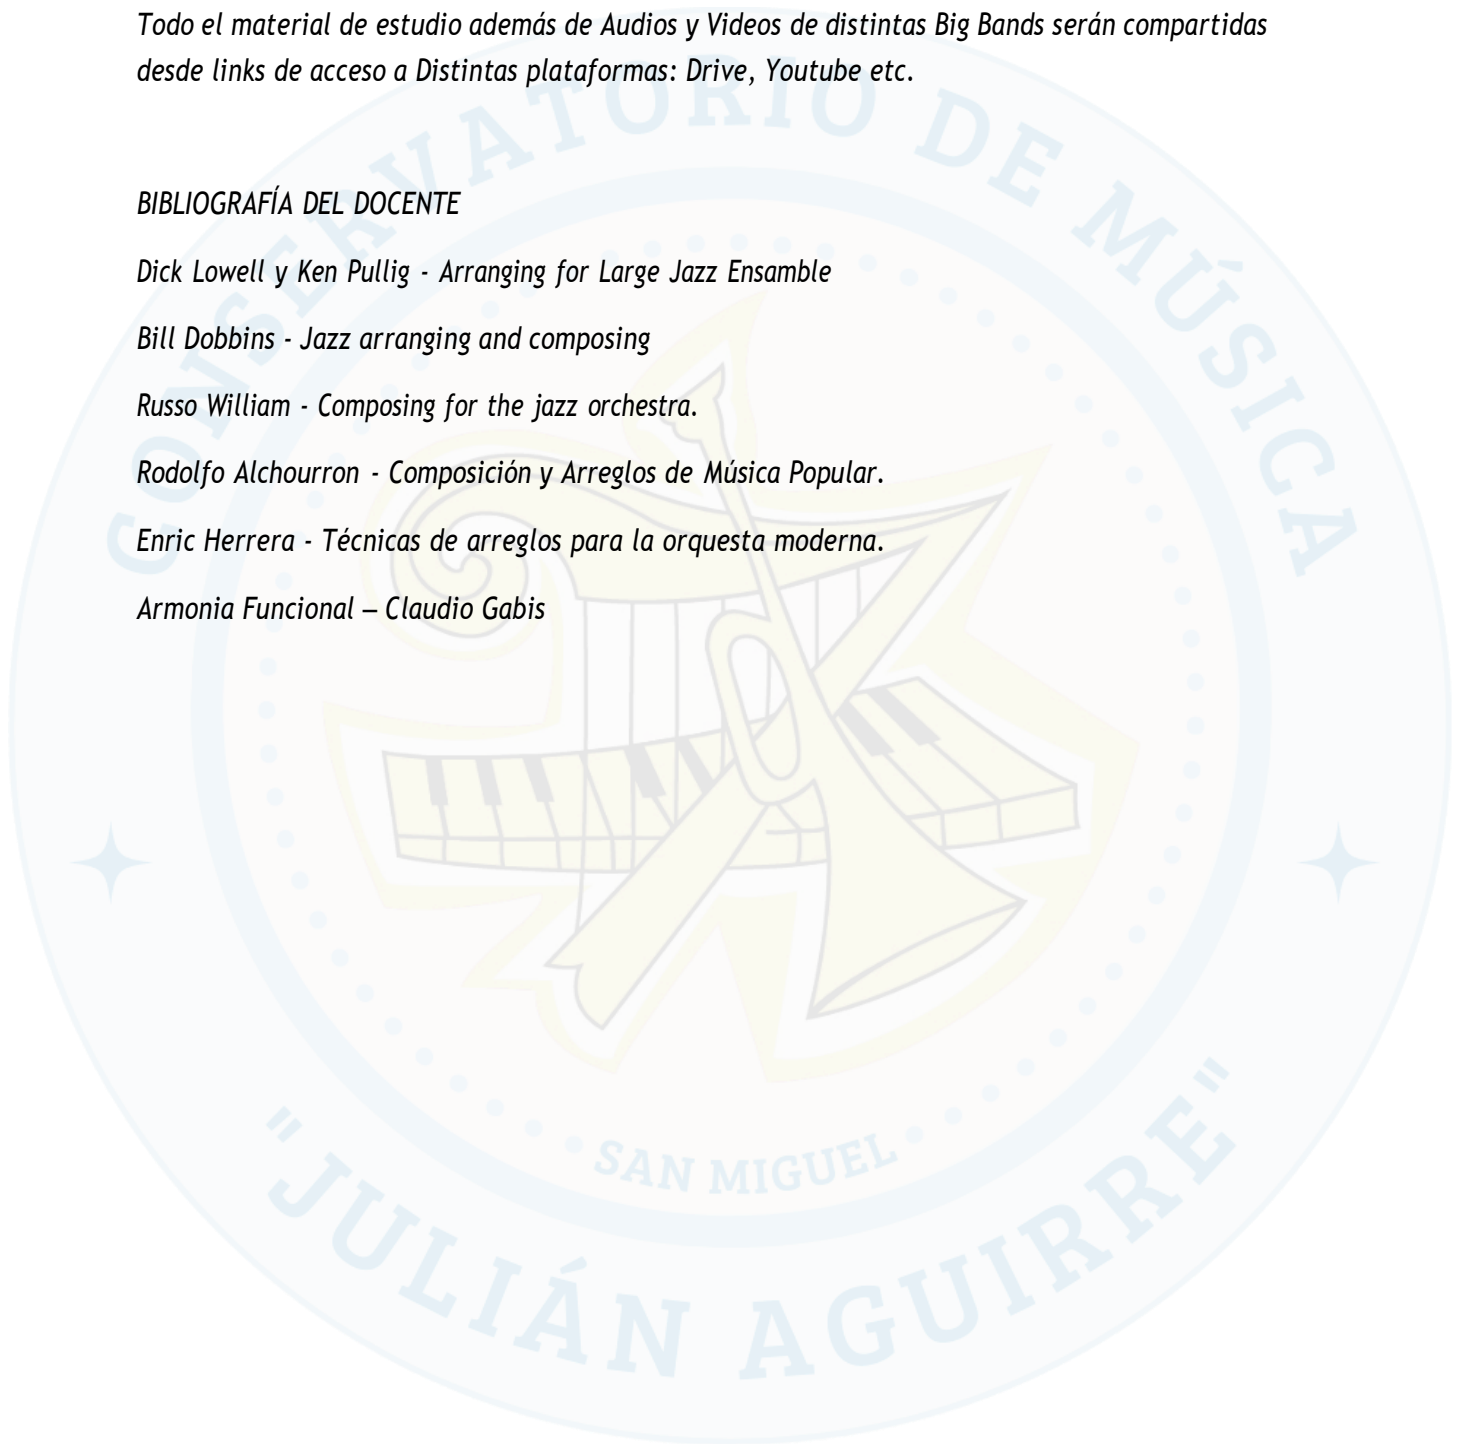 Todo el material de estudio además de Audios y Videos de distintas Big Bands serán compartidas
desde links de acceso a Distintas plataformas: Drive, Youtube etc.
BIBLIOGRAFÍA DEL DOCENTE
Dick Lowell y Ken Pullig - Arranging for Large Jazz Ensamble
Bill Dobbins - Jazz arranging and composing
Russo William - Composing for the jazz orchestra.
Rodolfo Alchourron - Composición y Arreglos de Música Popular.
Enric Herrera - Técnicas de arreglos para la orquesta moderna.
Armonia Funcional – Claudio Gabis
CONSERVATORIO DE MÚSICA
SAN MIGUEL
"JULIÁN AGUIRRE"